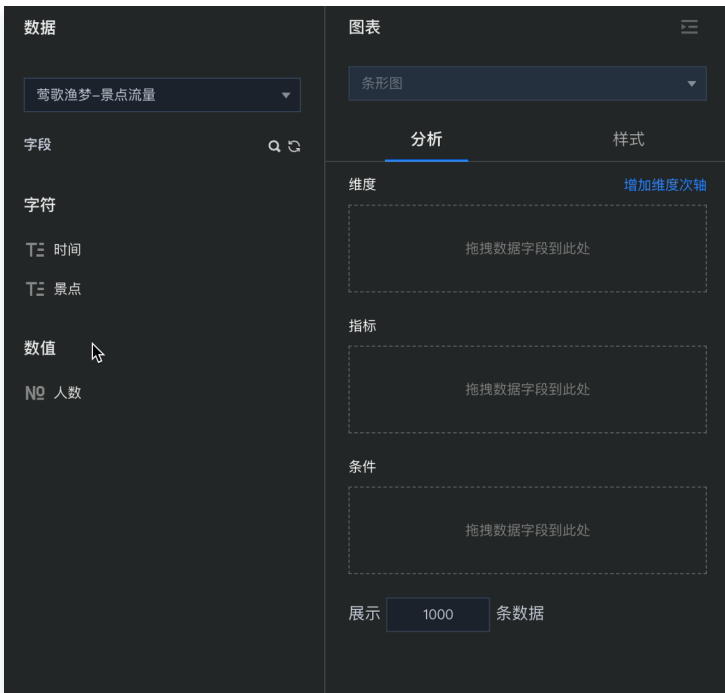 数据
莺歌渔梦-景点流量
字段
字符
TΞ 时间
TΞ 景点
数值
NO 人数
图表
条形图
分析 样式
维度 增加维度次轴
拖拽数据字段到此处
指标
拖拽数据字段到此处
条件
拖拽数据字段到此处
展示 1000 条数据